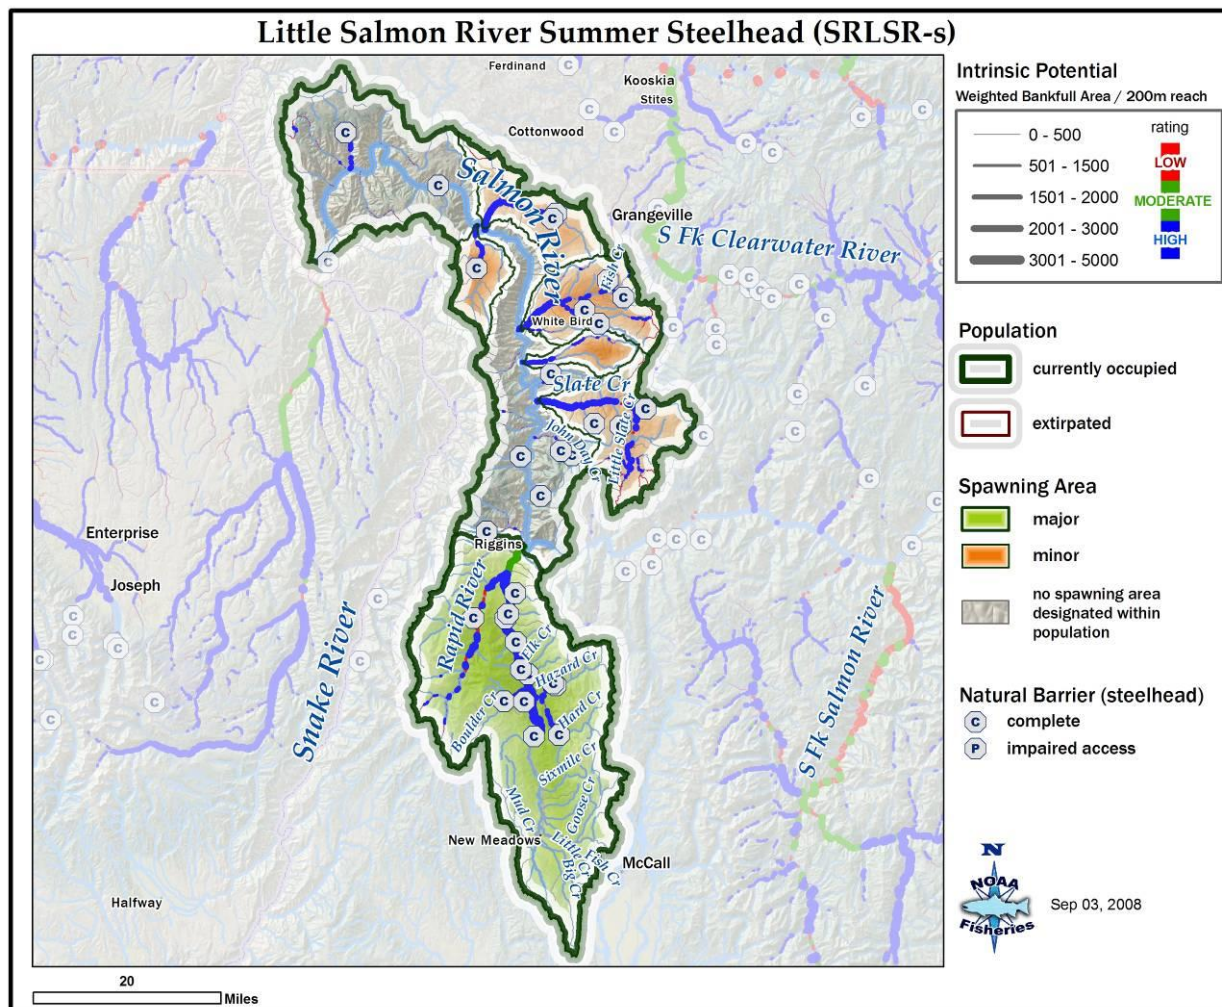 Little Salmon River Summer Steelhead (SRLSR-s)
Ferdinand
Kooskia
Stites
Cottonwood
Salmon River
Grangeville
S Fk Clearwater River
Fish Cr
White Bird
Slate Cr
John Day Cr
Little Slate Cr
Enterprise
Joseph
Riggins
Rapid River
Snake River
Elk Cr
Hazard Cr
Boulder Cr
Hard Cr
S Fk Salmon River
Sixmile Cr
Mud Cr
Goose Cr
New Meadows
Little Cr
Fish Cr
Big Cr
McCall
Halfway
20
Miles
Intrinsic Potential
Weighted Bankfull Area / 200m reach
0 - 500
501 - 1500
1501 - 2000
2001 - 3000
3001 - 5000
rating
LOW
MODERATE
HIGH
Population
currently occupied
extirpated
Spawning Area
major
minor
no spawning area
designated within
population
Natural Barrier (steelhead)
C complete
P impaired access
N
NOAA
Fisheries
Sep 03, 2008